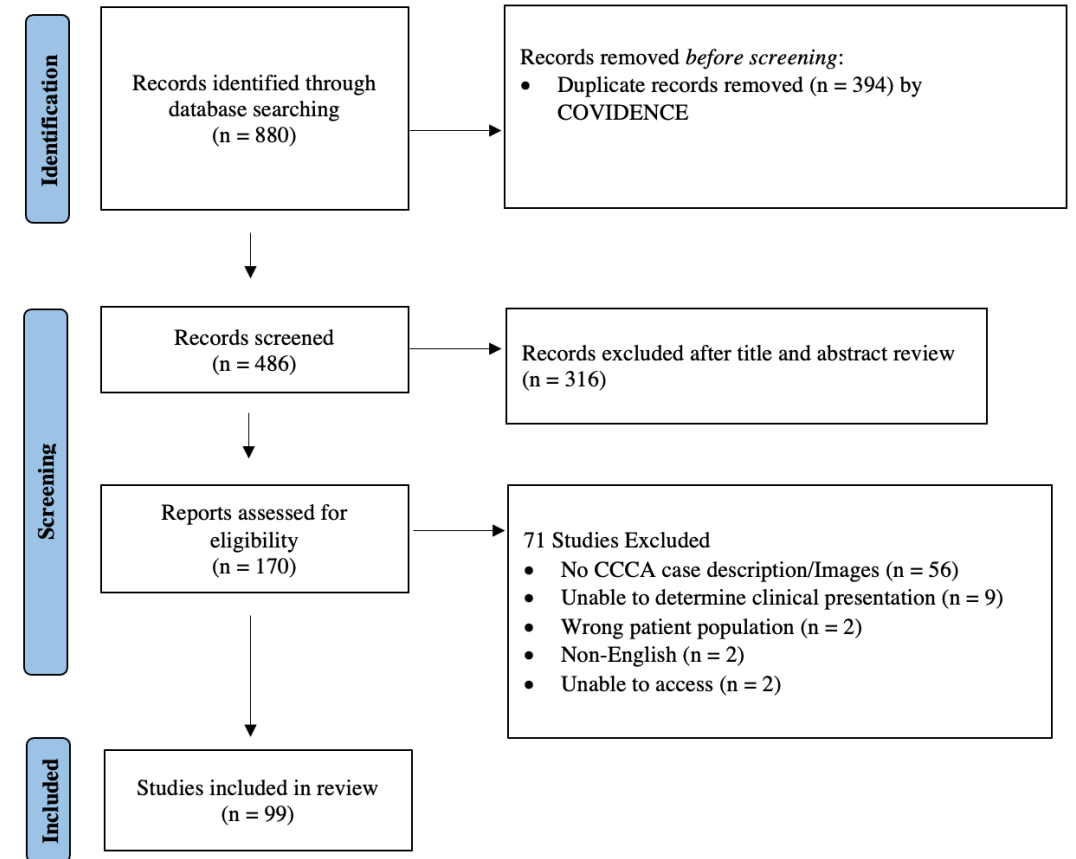 Identification
Records identified through
database searching
(n = 880)
Records removed before screening:
• Duplicate records removed (n = 394) by
COVIDENCE
Screening
Records screened
(n = 486)
Records excluded after title and abstract review
(n = 316)
Reports assessed for
eligibility
(n = 170)
71 Studies Excluded
• No CCCA case description/Images (n = 56)
• Unable to determine clinical presentation (n = 9)
• Wrong patient population (n = 2)
• Non-English (n = 2)
• Unable to access (n = 2)
Included
Studies included in review
(n = 99)